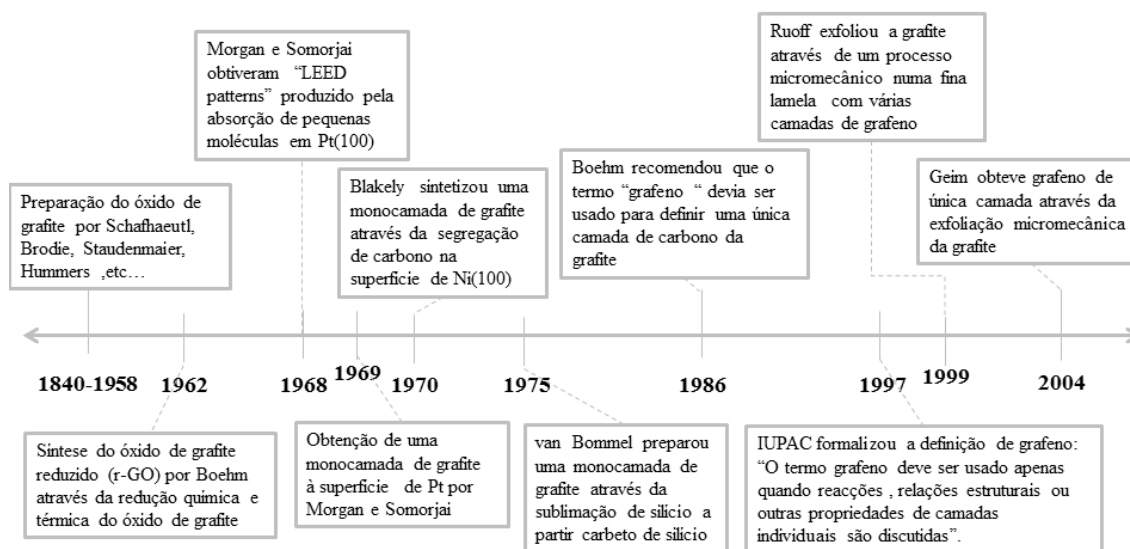 Morgan e Somorjai
obtiveram “LEED
patterns” produzido pela
absorção de pequenas
moléculas em Pt(100)
Ruoff exfoliou a grafite
através de um processo
micromecânico numa fina
lamela com várias
camadas de grafeno
Preparação do óxido de
grafite por Schafhaeutl,
Brodie, Staudenmaier,
Hummers ,etc…
Blakely sintetizou uma
monocamada de grafite
através da segregação
de carbono na
superfície de Ni(100)
Boehm recomendou que o
termo “grafeno “ devia ser
usado para definir uma única
camada de carbono da
grafite
Geim obteve grafeno de
única camada através da
exfoliação micromecânica
da grafite
1840-1958 1962 1968 1969 1970 1975 1986 1997 1999 2004
Síntese do óxido de grafite
reduzido (r-GO) por Boehm
através da redução química e
térmica do óxido de grafite
Obtenção de uma
monocamada de grafite
à superfície de Pt por
Morgan e Somorjai
van Bommel preparou
uma monocamada de
grafite através da
sublimação de silício a
partir carbeto de silício
IUPAC formalizou a definição de grafeno:
“O termo grafeno deve ser usado apenas
quando reacções , relações estruturais ou
outras propriedades de camadas
individuais são discutidas”.